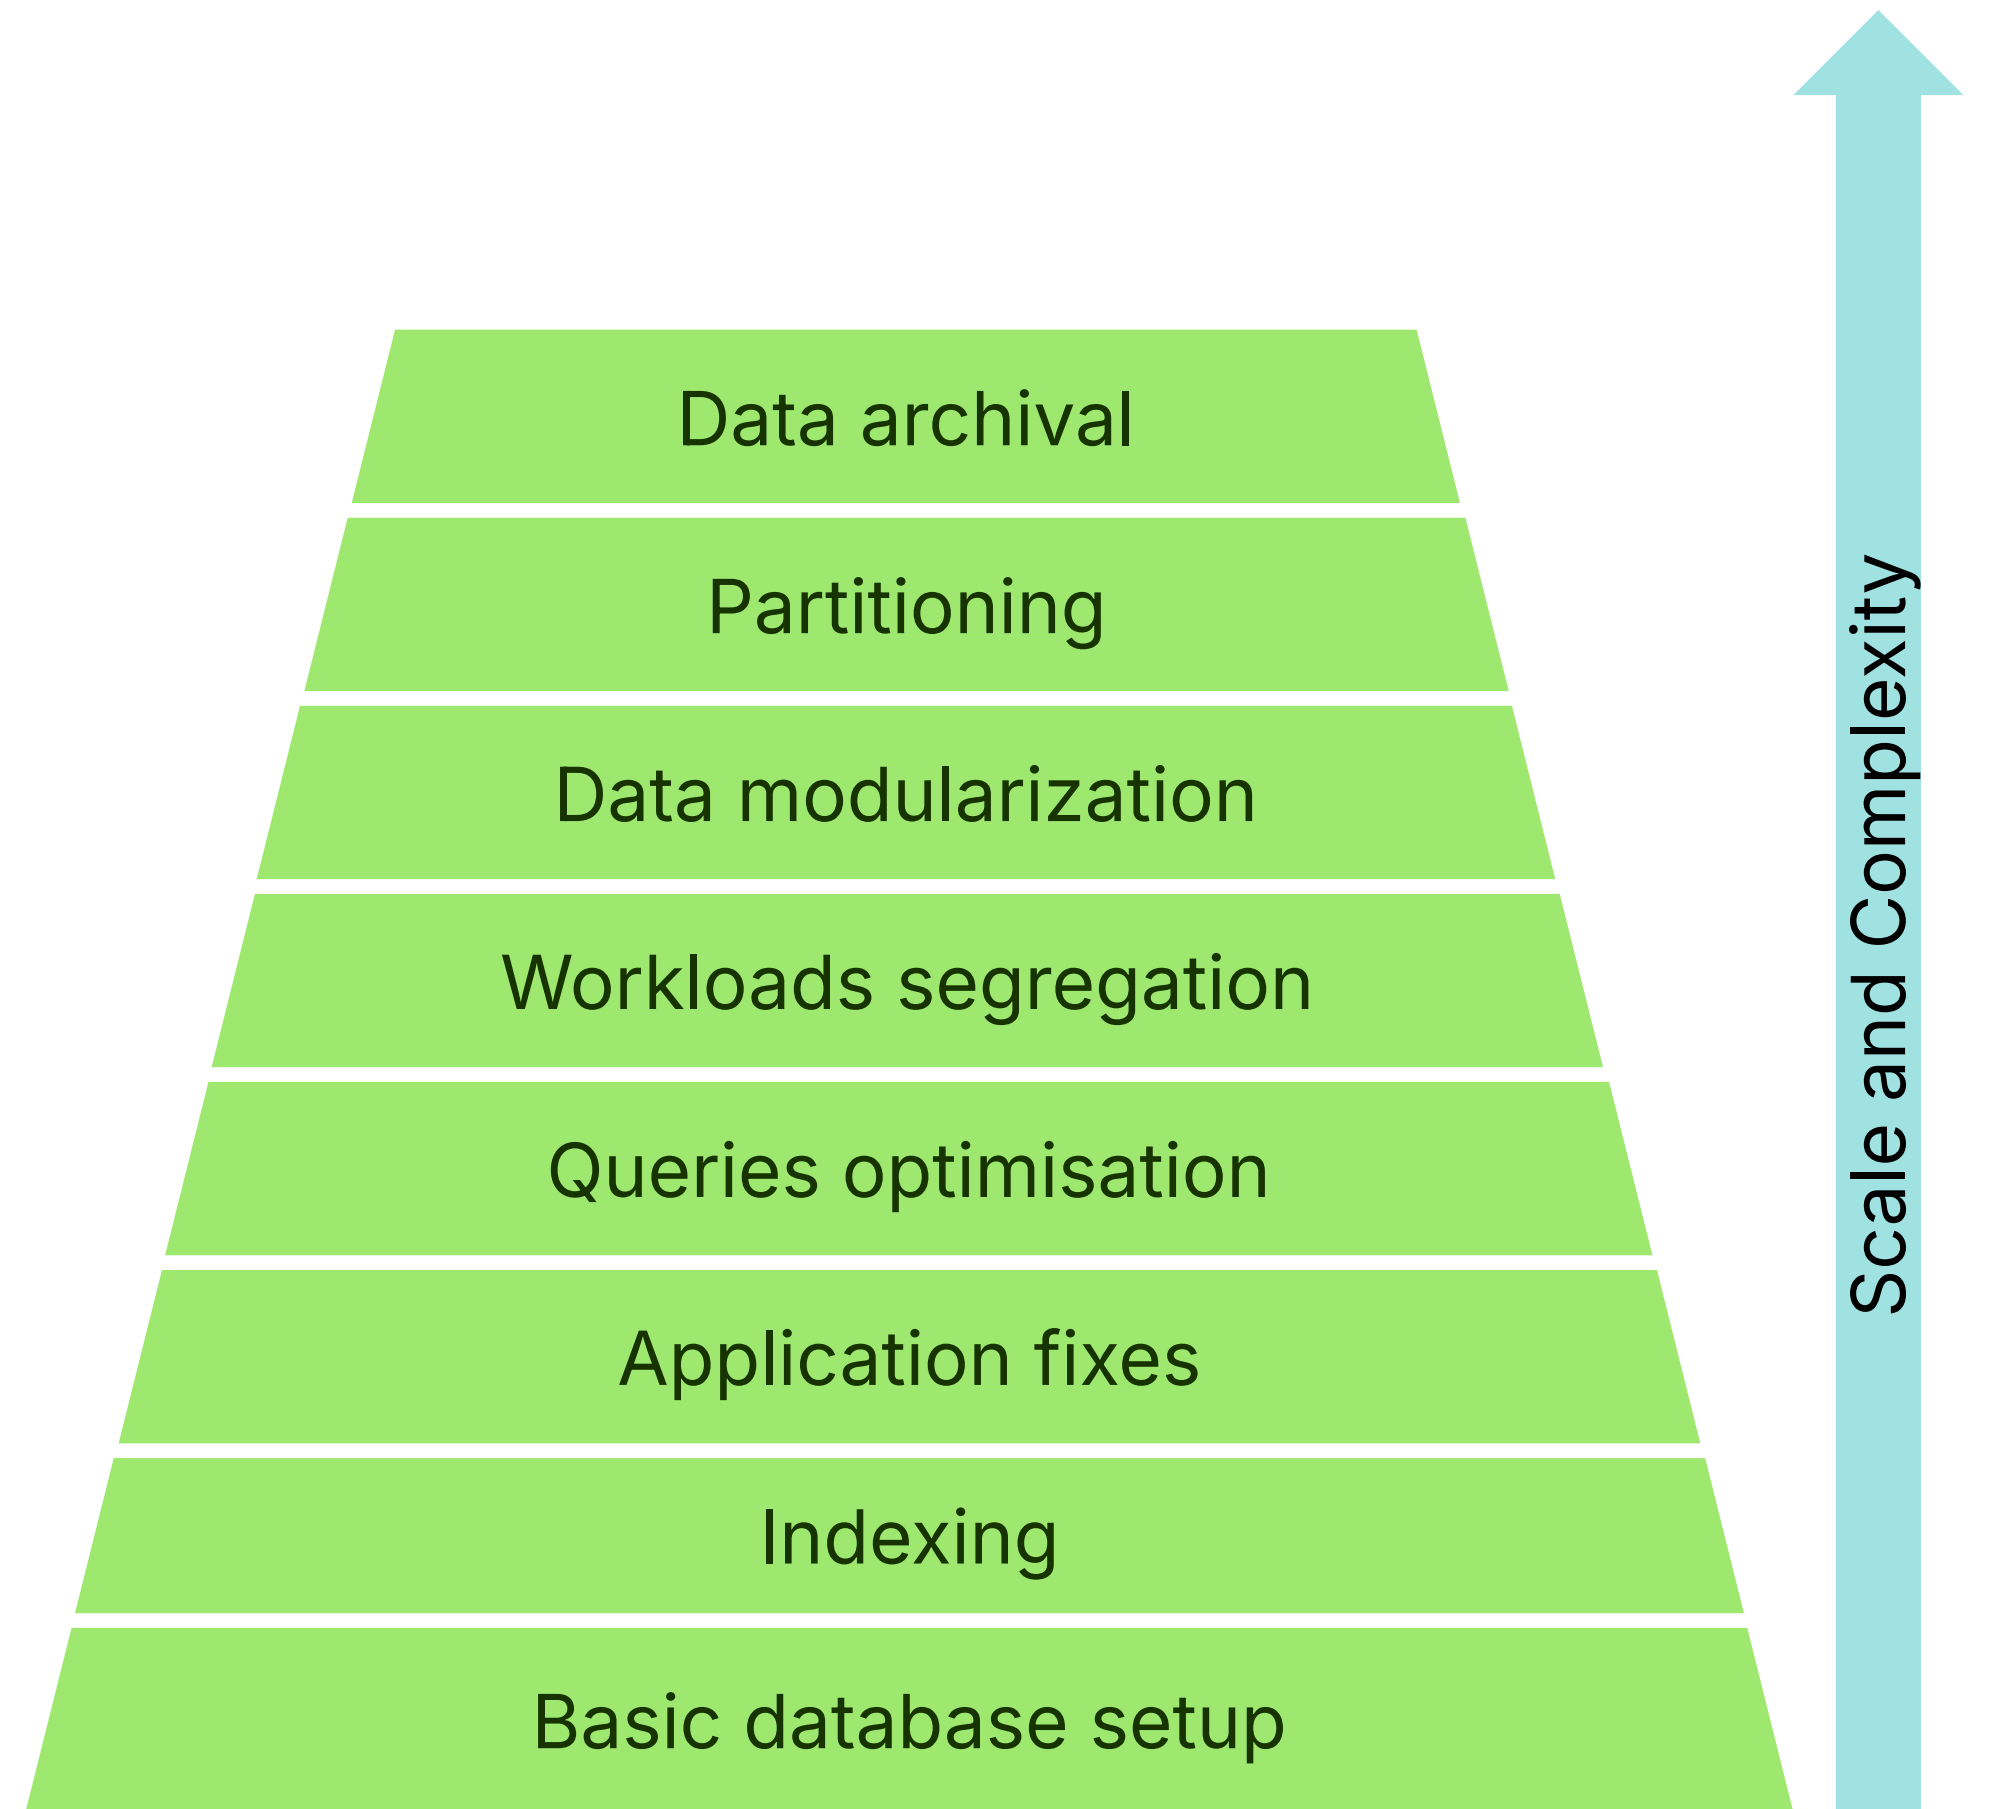 Data archival
Partitioning
Data modularization
Workloads segregation
Queries optimisation
Application fixes
Indexing
Basic database setup
Scale and Complexity